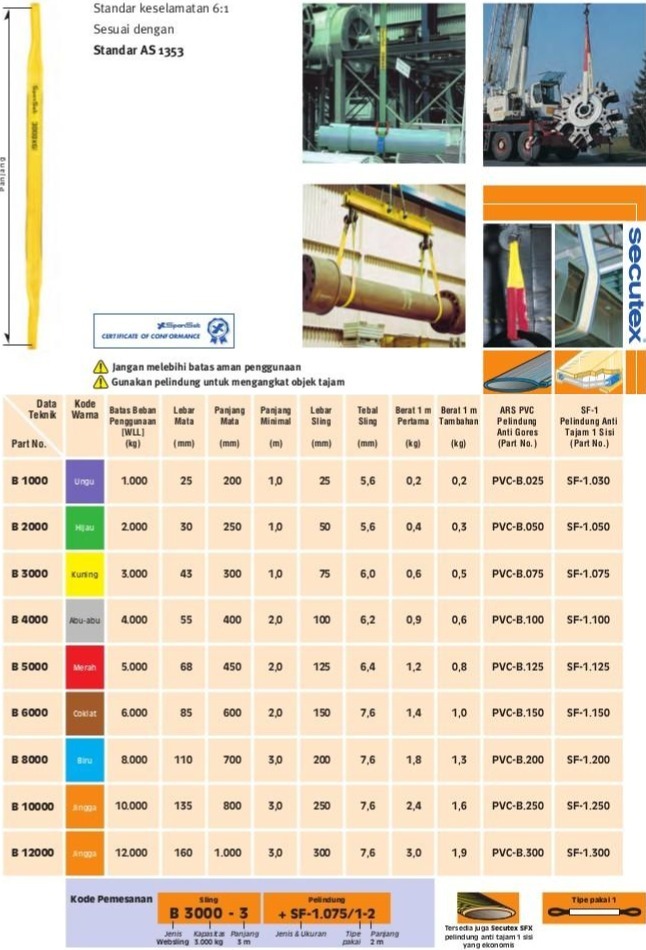 Standar keselamatan 6:1
Sesuai dengan
Standar AS 1353
Panjang
SpanSet
CERTIFICATE OF CONFORMANCE
secutex
Jangan melebihi batas aman penggunaan
Gunakan pelindung untuk mengangkat objek tajam
Data Teknik Part No. Kode Warna Batas Beban Penggunaan [WLL] (kg) Lebar Mata (mm) Panjang Mata (mm) Panjang Minimal (m) Lebar Sling (mm) Tebal Sling (mm) Berat 1 m Pertama (kg) Berat 1 m Tambahan (kg) ARS PVC Pelindung Anti Gores (Part No.) SF-1 Pelindung Anti Tajam 1 Sisi (Part No.)
B 1000 Ungu 1.000 25 200 1,0 25 5,6 0,2 0,2 PVC-B.025 SF-1.030
B 2000 Hijau 2.000 30 250 1,0 50 5,6 0,4 0,3 PVC-B.050 SF-1.050
B 3000 Kuning 3.000 43 300 1,0 75 6,0 0,6 0,5 PVC-B.075 SF-1.075
B 4000 Abu-abu 4.000 55 400 2,0 100 6,2 0,9 0,6 PVC-B.100 SF-1.100
B 5000 Merah 5.000 68 450 2,0 125 6,4 1,2 0,8 PVC-B.125 SF-1.125
B 6000 Coklat 6.000 85 600 2,0 150 7,6 1,4 1,0 PVC-B.150 SF-1.150
B 8000 Biru 8.000 110 700 3,0 200 7,6 1,8 1,3 PVC-B.200 SF-1.200
B 10000 Jingga 10.000 135 800 3,0 250 7,6 2,4 1,6 PVC-B.250 SF-1.250
B 12000 Jingga 12.000 160 1.000 3,0 300 7,6 3,0 1,9 PVC-B.300 SF-1.300
Kode Pemesanan
Sling Pelindung
B 3000 - 3 + SF-1.075/1-2
Jenis Kapasitas Panjang Jenis & Ukuran Tipe Panjang
Websling 3.000 kg 3 m pakai 2 m
Tersedia juga Secutex SFX
pelindung anti tajam 1 sisi
yang ekonomis
Tipe pakai 1